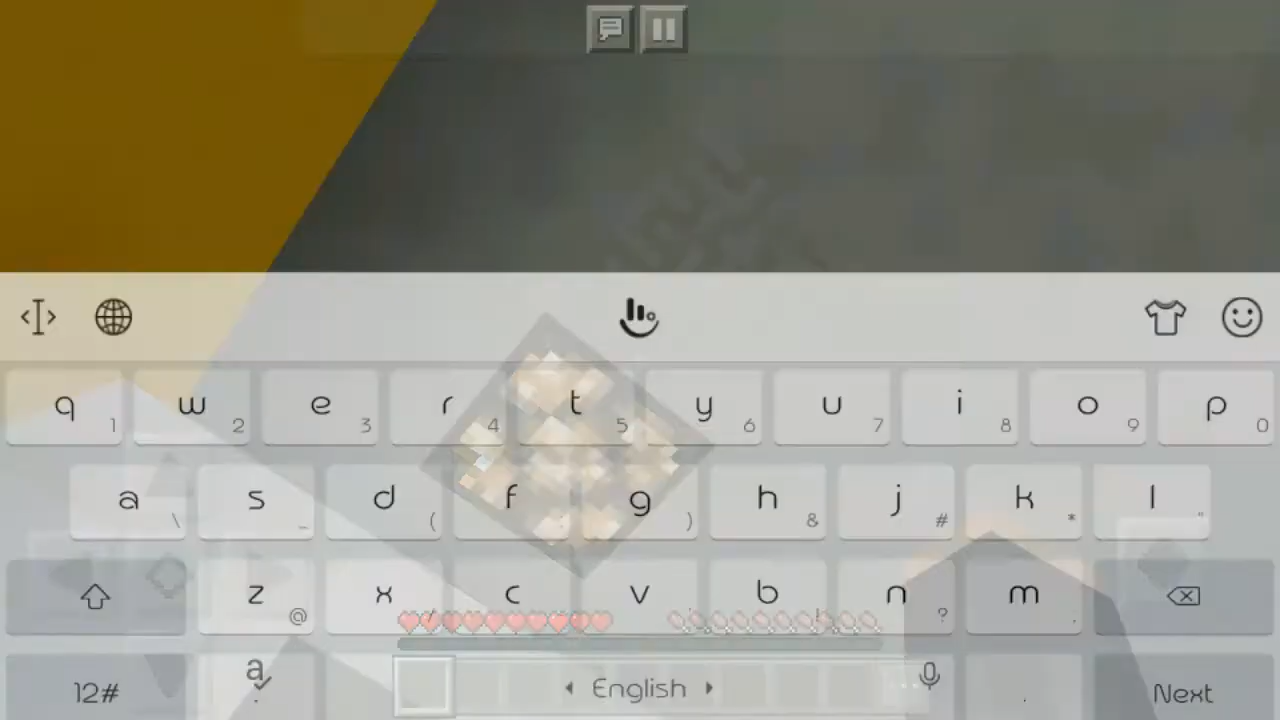 q 1 w 2 e 3 r 4 t 5 y 6 u 7 i 8 o 9 p 0
a \ s _ d ( f : g ) h & j # k * l "
z @ x / c v ' b ! n ? m ,
12# a . English ... . Next